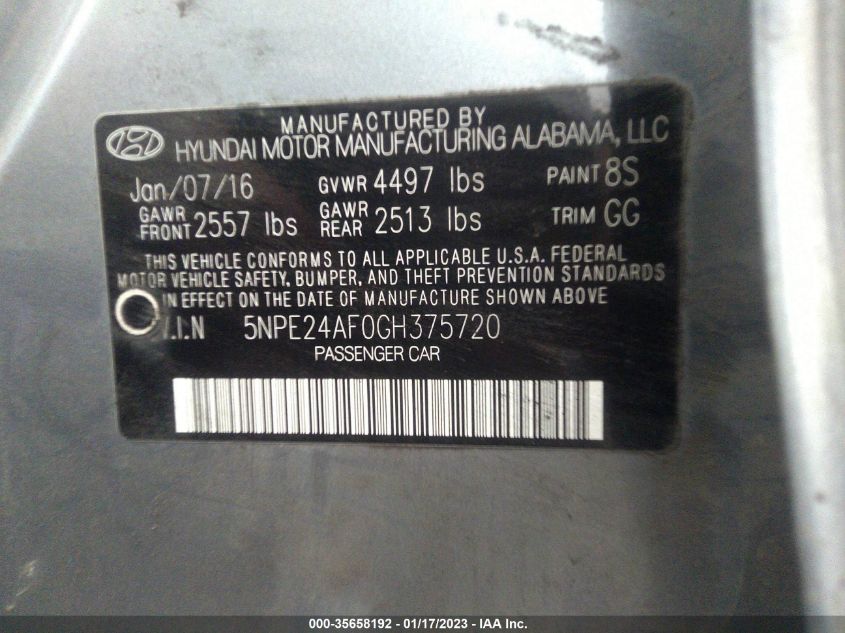 MANUFACTURED BY
HYUNDAI MOTOR MANUFACTURING ALABAMA, LLC
Jan/07/16 GVWR 4497 lbs PAINT 8S
GAWR FRONT 2557 lbs GAWR REAR 2513 lbs TRIM GG
THIS VEHICLE CONFORMS TO ALL APPLICABLE U.S.A. FEDERAL
MOTOR VEHICLE SAFETY, BUMPER, AND THEFT PREVENTION STANDARDS
IN EFFECT ON THE DATE OF MANUFACTURE SHOWN ABOVE
V.I.N 5NPE24AF0GH375720
PASSENGER CAR
000-35658192 - 01/17/2023 - IAA Inc.